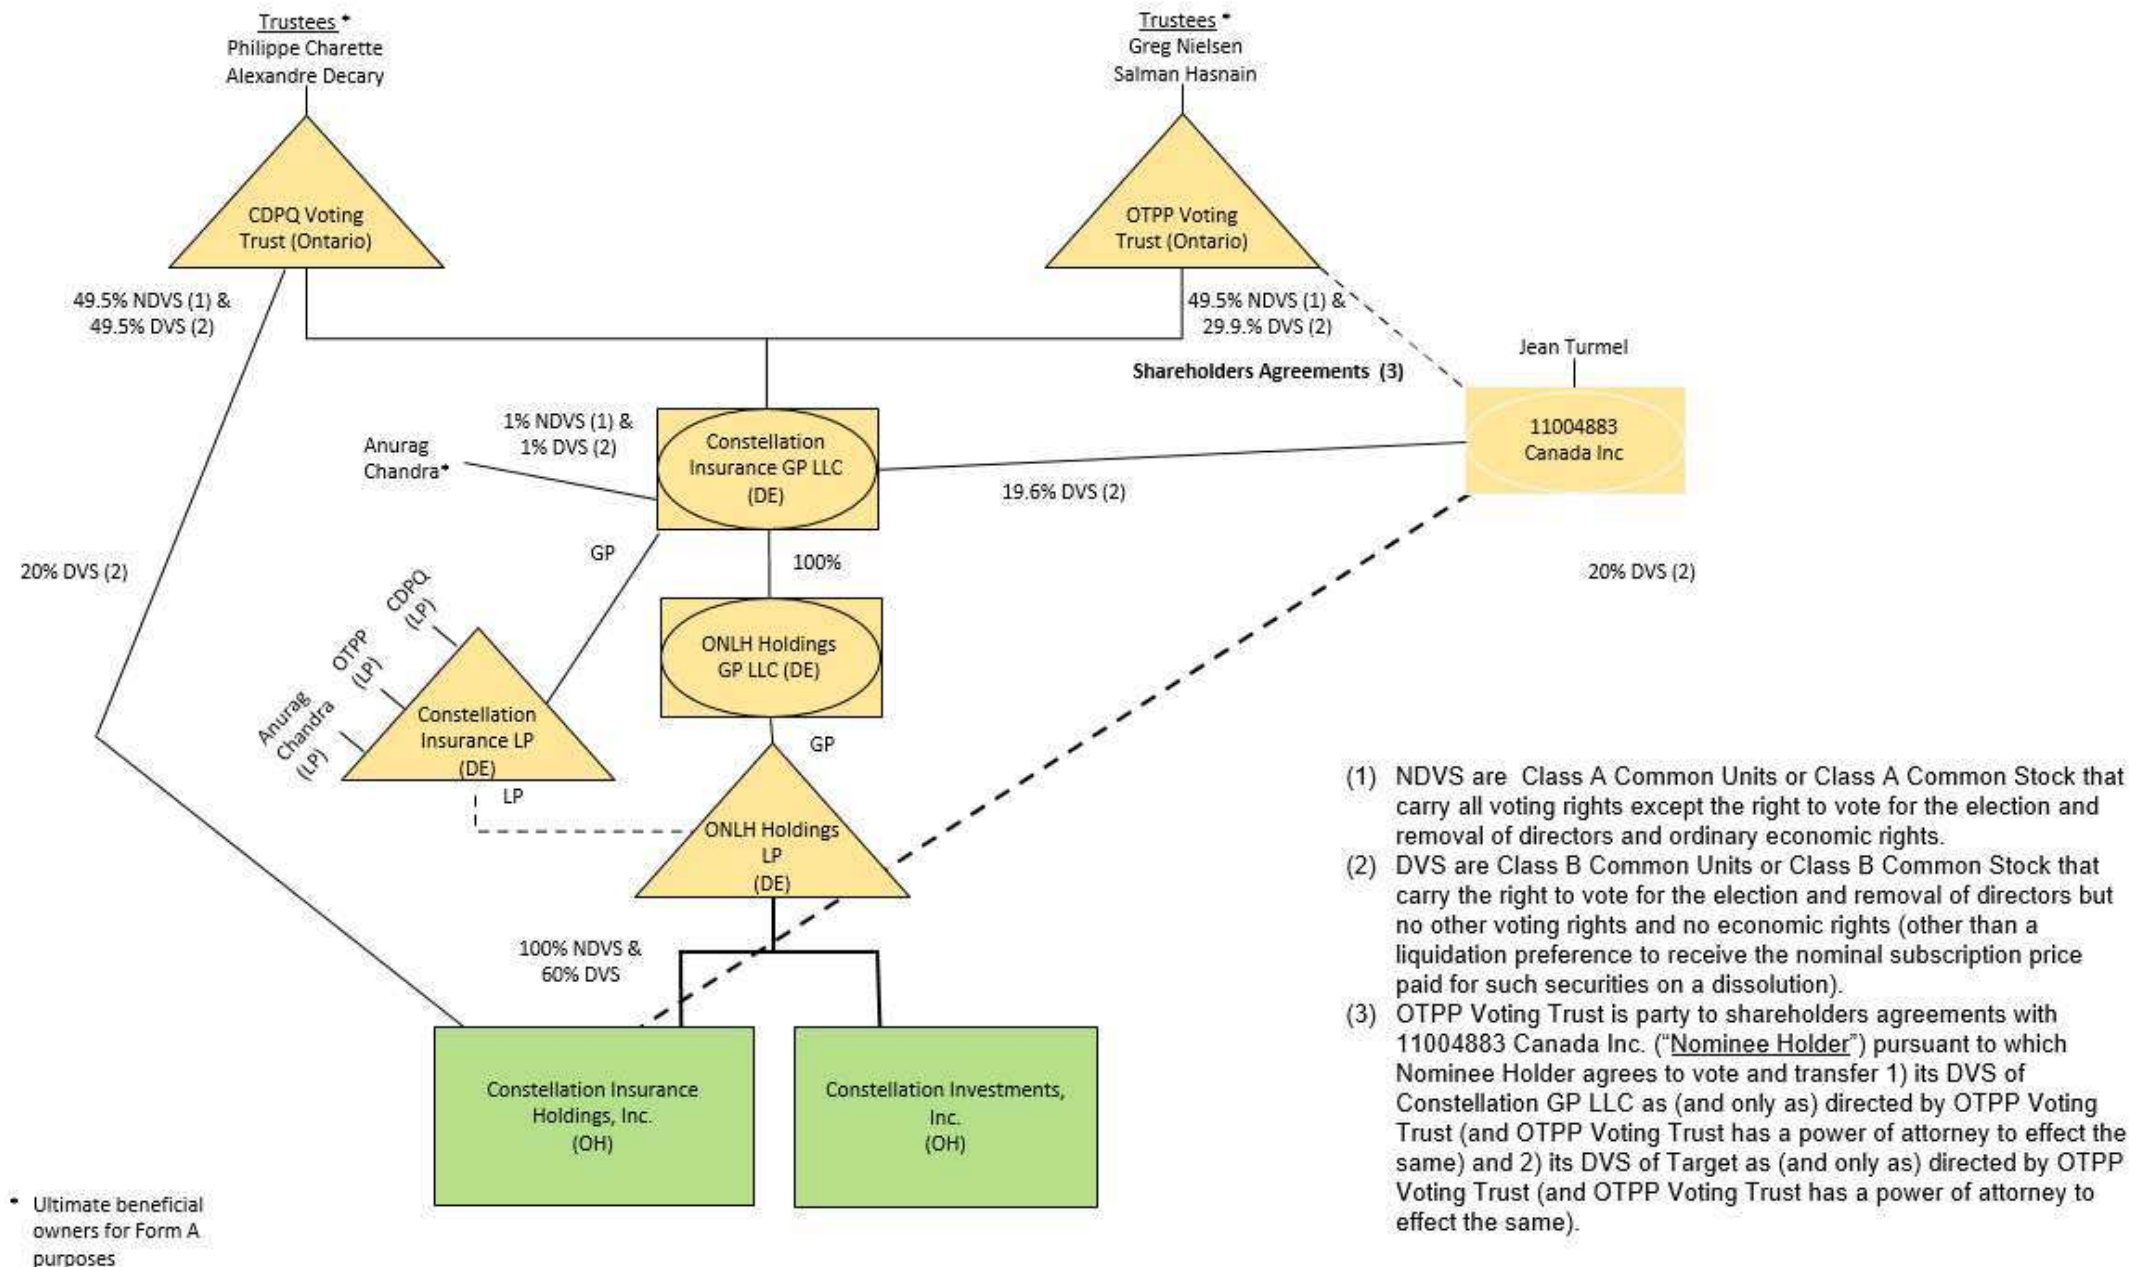 Trustees *
Philippe Charette
Alexandre Decary
Trustees *
Greg Nielsen
Salman Hasnain
CDPQ Voting
Trust (Ontario)
OTPP Voting
Trust (Ontario)
49.5% NDVS (1) &
49.5% DVS (2)
49.5% NDVS (1) &
29.9.% DVS (2)
Jean Turmel
Shareholders Agreements (3)
11004883
Canada Inc
1% NDVS (1) &
1% DVS (2)
Anurag
Chandra*
Constellation
Insurance GP LLC
(DE)
19.6% DVS (2)
GP
100%
20% DVS (2)
20% DVS (2)
CDPQ
(LP)
OTPP
(LP)
Anurag
Chandra
(LP)
ONLH Holdings
GP LLC (DE)
Constellation
Insurance LP
(DE)
GP
LP
ONLH Holdings
LP
(DE)
100% NDVS &
60% DVS
Constellation Insurance
Holdings, Inc.
(OH)
Constellation Investments,
Inc.
(OH)
(1) NDVS are Class A Common Units or Class A Common Stock that
carry all voting rights except the right to vote for the election and
removal of directors and ordinary economic rights.
(2) DVS are Class B Common Units or Class B Common Stock that
carry the right to vote for the election and removal of directors but
no other voting rights and no economic rights (other than a
liquidation preference to receive the nominal subscription price
paid for such securities on a dissolution).
(3) OTPP Voting Trust is party to shareholders agreements with
11004883 Canada Inc. (“Nominee Holder”) pursuant to which
Nominee Holder agrees to vote and transfer 1) its DVS of
Constellation GP LLC as (and only as) directed by OTPP Voting
Trust (and OTPP Voting Trust has a power of attorney to effect the
same) and 2) its DVS of Target as (and only as) directed by OTPP
Voting Trust (and OTPP Voting Trust has a power of attorney to
effect the same).
* Ultimate beneficial
owners for Form A
purposes